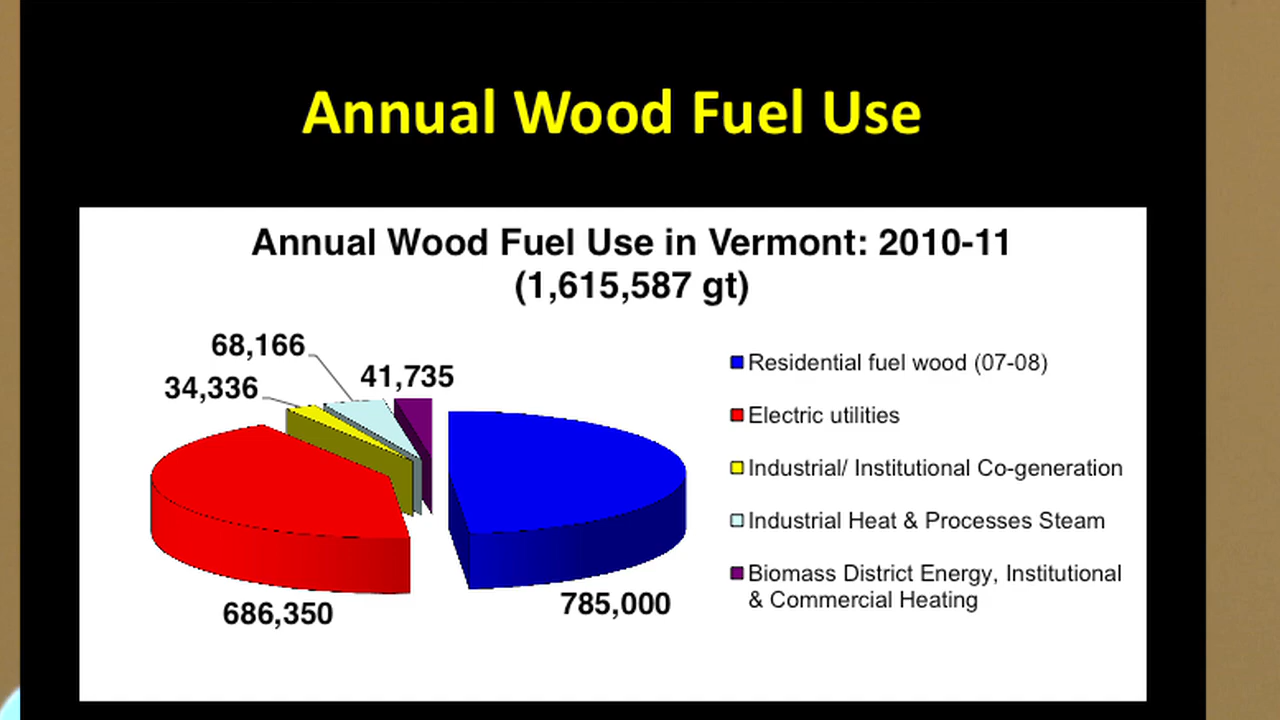 Annual Wood Fuel Use
Annual Wood Fuel Use in Vermont: 2010-11
(1,615,587 gt)
68,166
41,735
34,336
686,350
785,000
Residential fuel wood (07-08)
Electric utilities
Industrial/ Institutional Co-generation
Industrial Heat & Processes Steam
Biomass District Energy, Institutional
& Commercial Heating